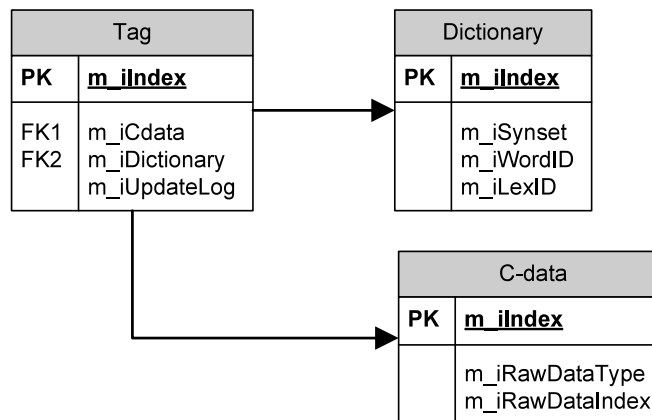 Tag
PK m_iIndex
FK1 m_iCdata
FK2 m_iDictionary
m_iUpdateLog
Dictionary
PK m_iIndex
m_iSynset
m_iWordID
m_iLexID
C-data
PK m_iIndex
m_iRawDataType
m_iRawDataIndex